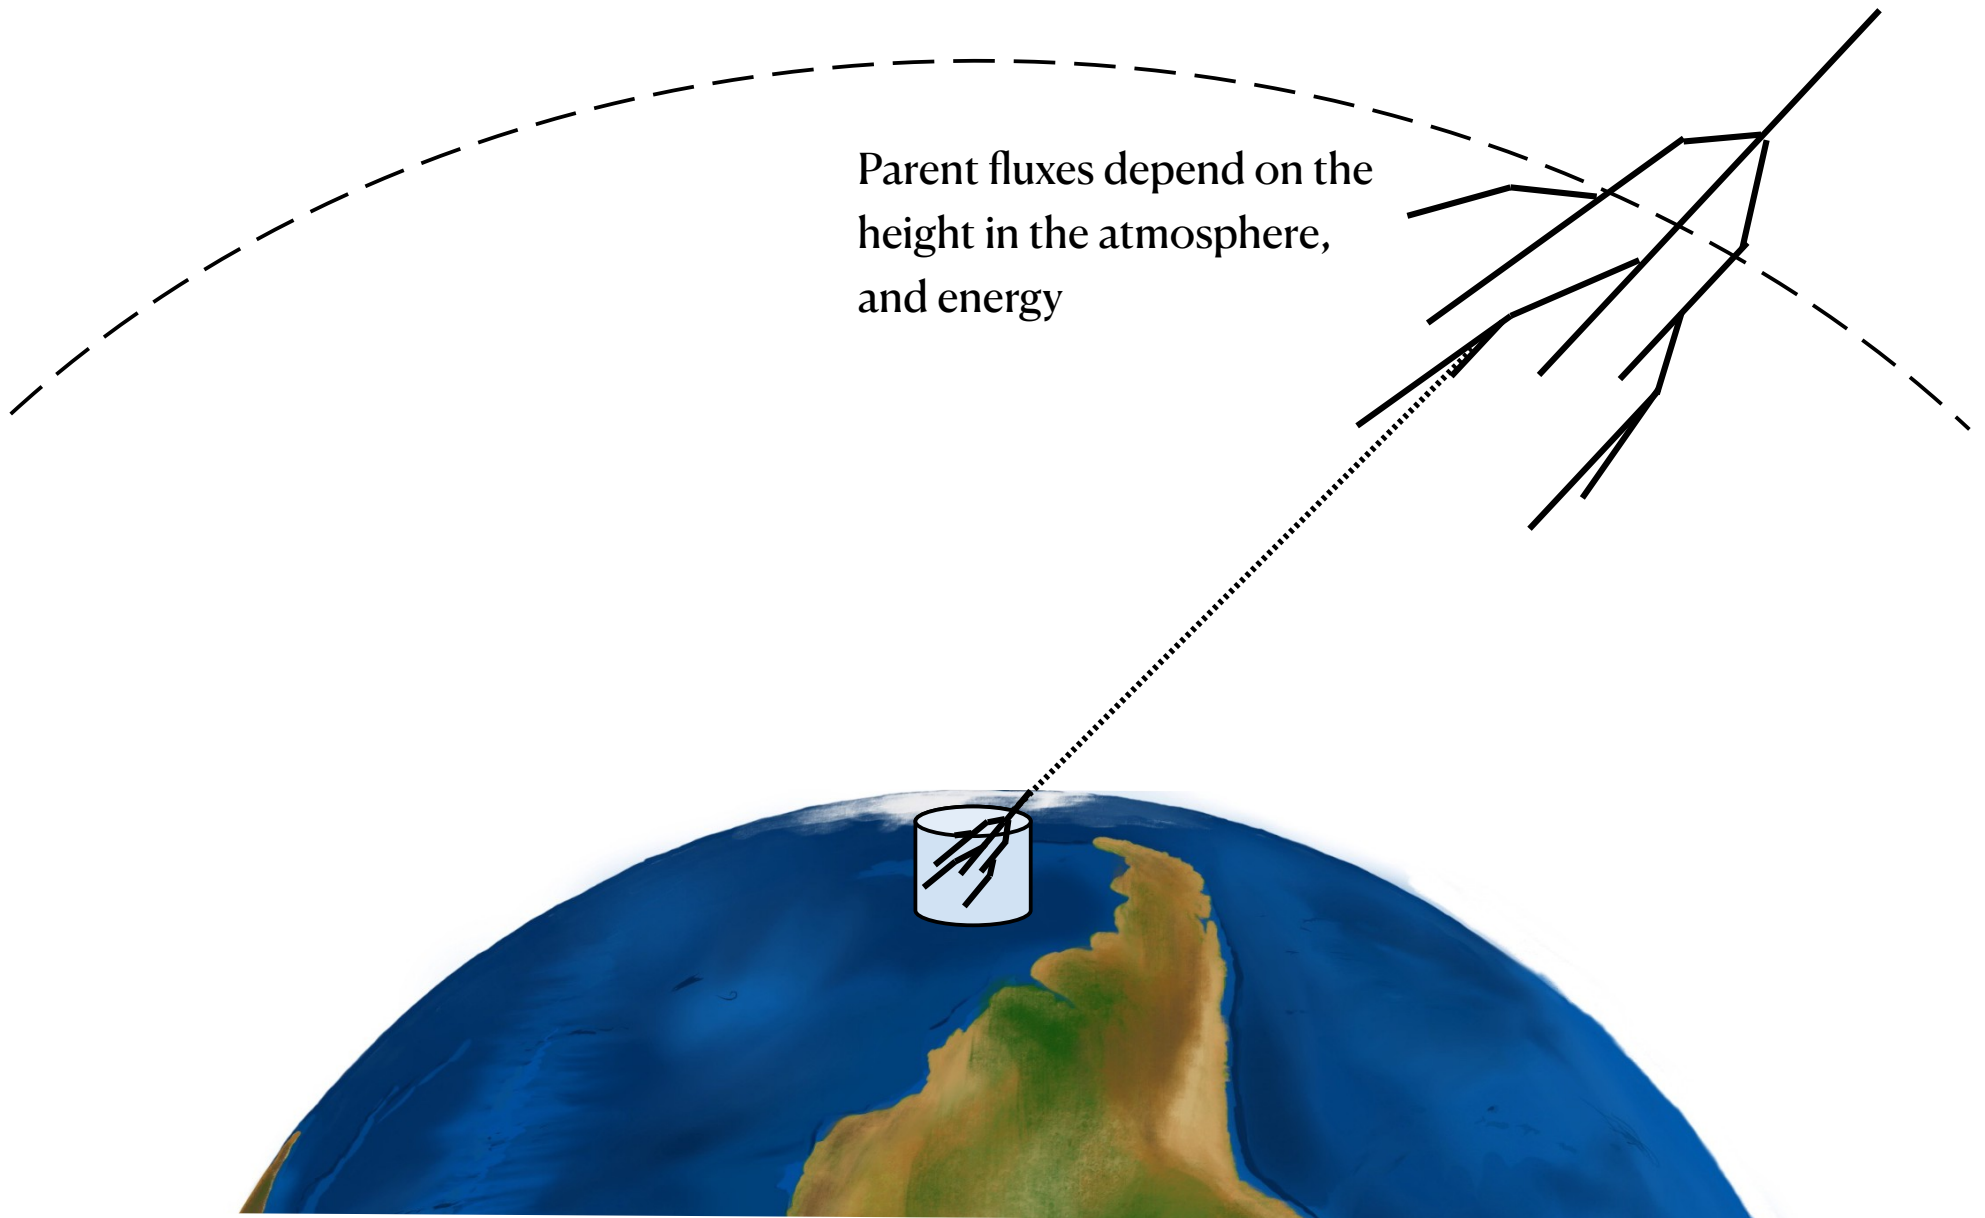 Parent fluxes depend on the
height in the atmosphere,
and energy